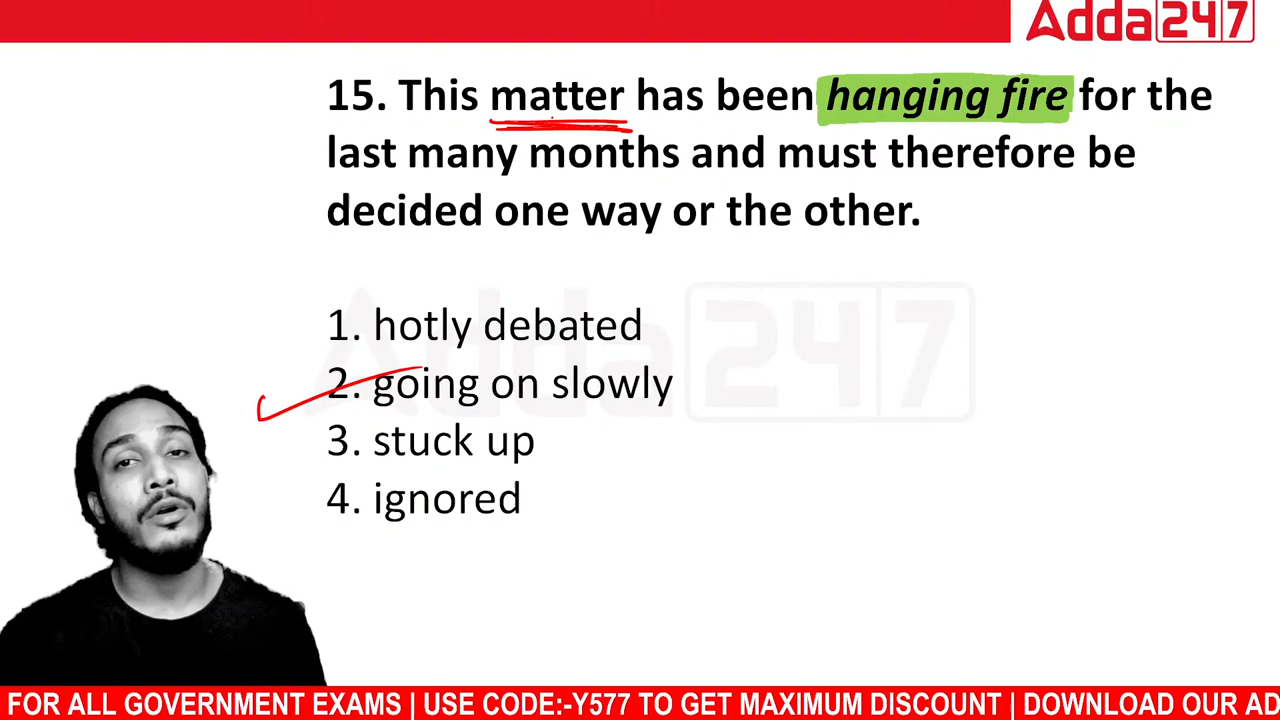 Adda247
15. This matter has been hanging fire for the
last many months and must therefore be
decided one way or the other.
Adda247
1. hotly debated
2. going on slowly
3. stuck up
4. ignored
FOR ALL GOVERNMENT EXAMS | USE CODE:-Y577 TO GET MAXIMUM DISCOUNT | DOWNLOAD OUR AD